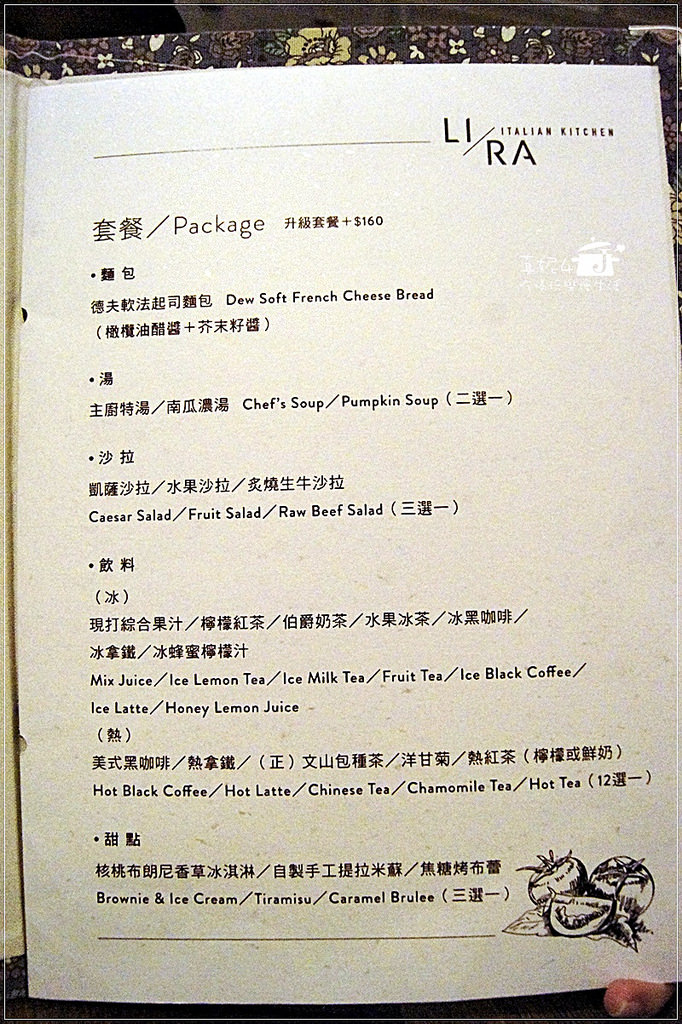 LI/RA ITALIAN KITCHEN
套餐／Package 升級套餐＋$160
•麵包
德夫軟法起司麵包 Dew Soft French Cheese Bread
（橄欖油醋醬＋芥末籽醬）
•湯
主廚特湯／南瓜濃湯 Chef's Soup／Pumpkin Soup（二選一）
•沙拉
凱薩沙拉／水果沙拉／炙燒生牛沙拉
Caesar Salad／Fruit Salad／Raw Beef Salad（三選一）
•飲料
（冰）
現打綜合果汁／檸檬紅茶／伯爵奶茶／水果冰茶／冰黑咖啡／
冰拿鐵／冰蜂蜜檸檬汁
Mix Juice／Ice Lemon Tea／Ice Milk Tea／Fruit Tea／Ice Black Coffee／
Ice Latte／Honey Lemon Juice
（熱）
美式黑咖啡／熱拿鐵／（正）文山包種茶／洋甘菊／熱紅茶（檸檬或鮮奶）
Hot Black Coffee／Hot Latte／Chinese Tea／Chamomile Tea／Hot Tea（12選一）
•甜點
核桃布朗尼香草冰淇淋／自製手工提拉米蘇／焦糖烤布蕾
Brownie & Ice Cream／Tiramisu／Caramel Brulee（三選一）